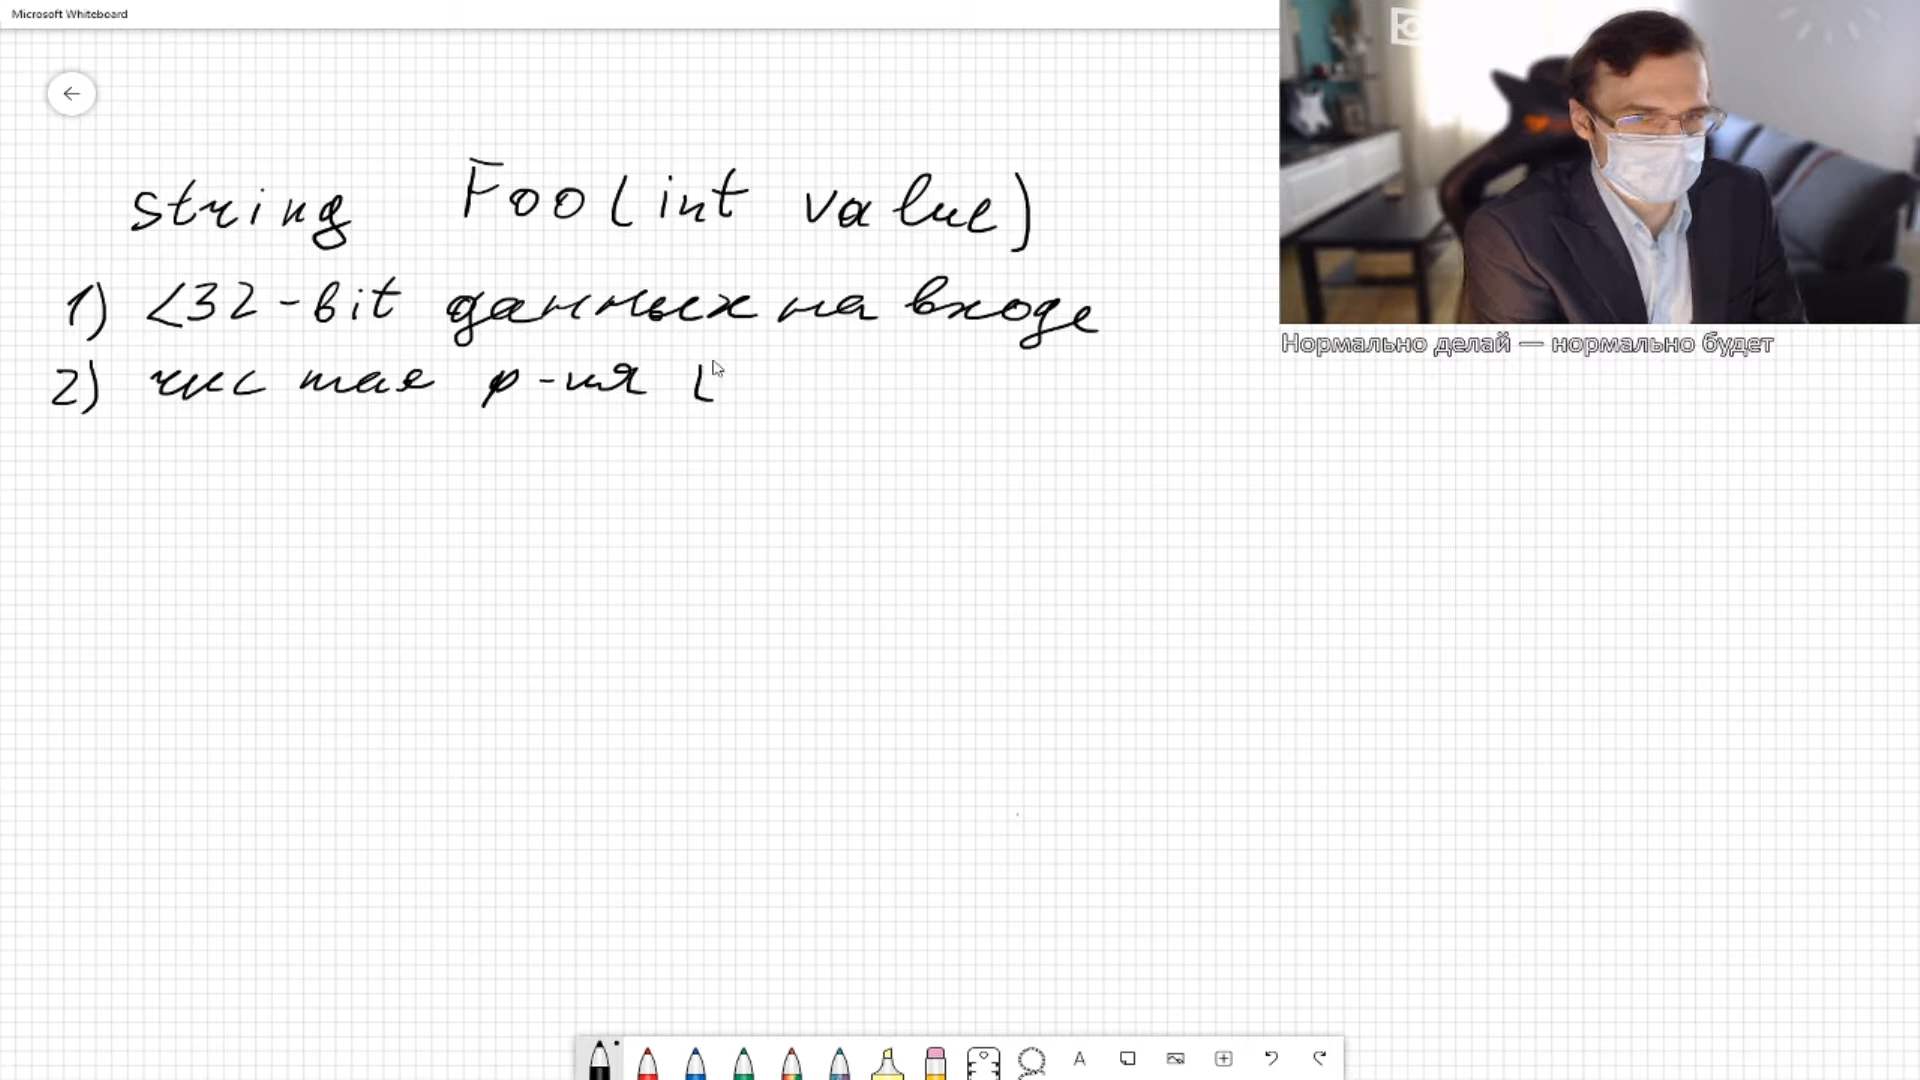 Microsoft Whiteboard
string Foo(int value)
1) <32-bit данных на входе
2) чистая ф-ия (
Нормально делай — нормально будет
A